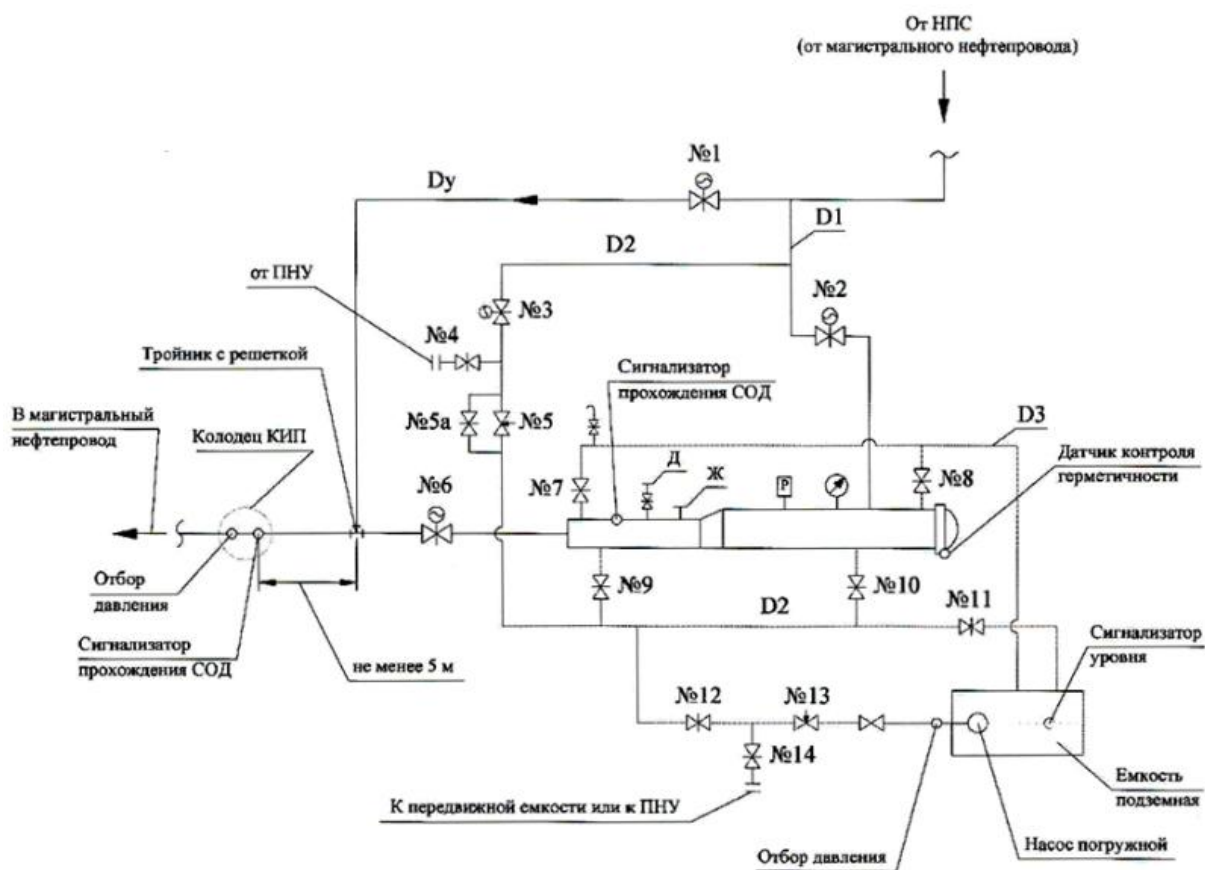 От НПС
(от магистрального нефтепровода)
№1
Dy
D1
D2
от ПНУ
№2
№3
№4
Тройник с решеткой
Сигнализатор
прохождения СОД
В магистральный
нефтепровод
№5а
№5
D3
Колодец КИП
Д
Датчик контроля
герметичности
№6
№7
Ж
P
№8
Отбор
давления
№9
№10
D2
№11
Сигнализатор
уровня
Сигнализатор
прохождения СОД
не менее 5 м
№12
№13
№14
Емкость
подземная
К передвижной емкости или к ПНУ
Отбор давления
Насос погружной